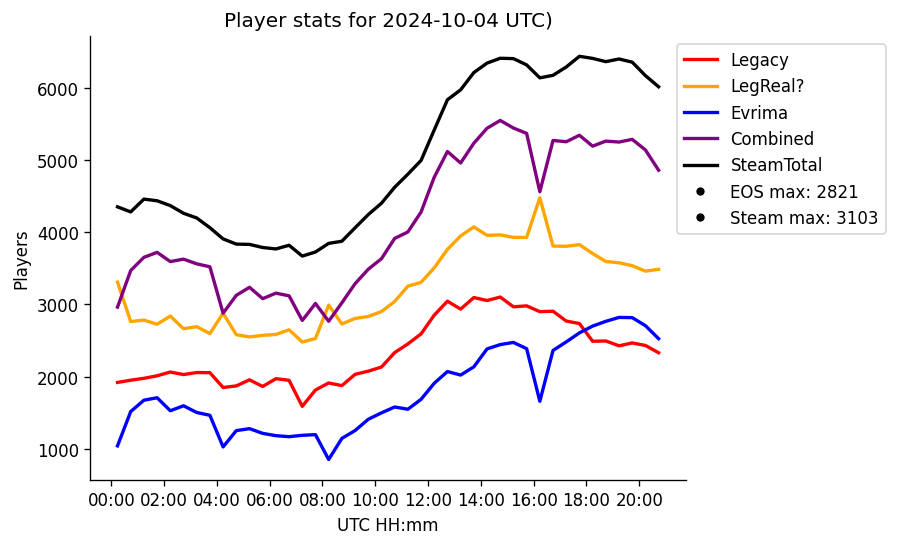 Player stats for 2024-10-04 UTC)
Legacy
LegReal?
Evrima
Combined
SteamTotal
EOS max: 2821
Steam max: 3103
Players
6000
5000
4000
3000
2000
1000
00:00 02:00 04:00 06:00 08:00 10:00 12:00 14:00 16:00 18:00 20:00
UTC HH:mm